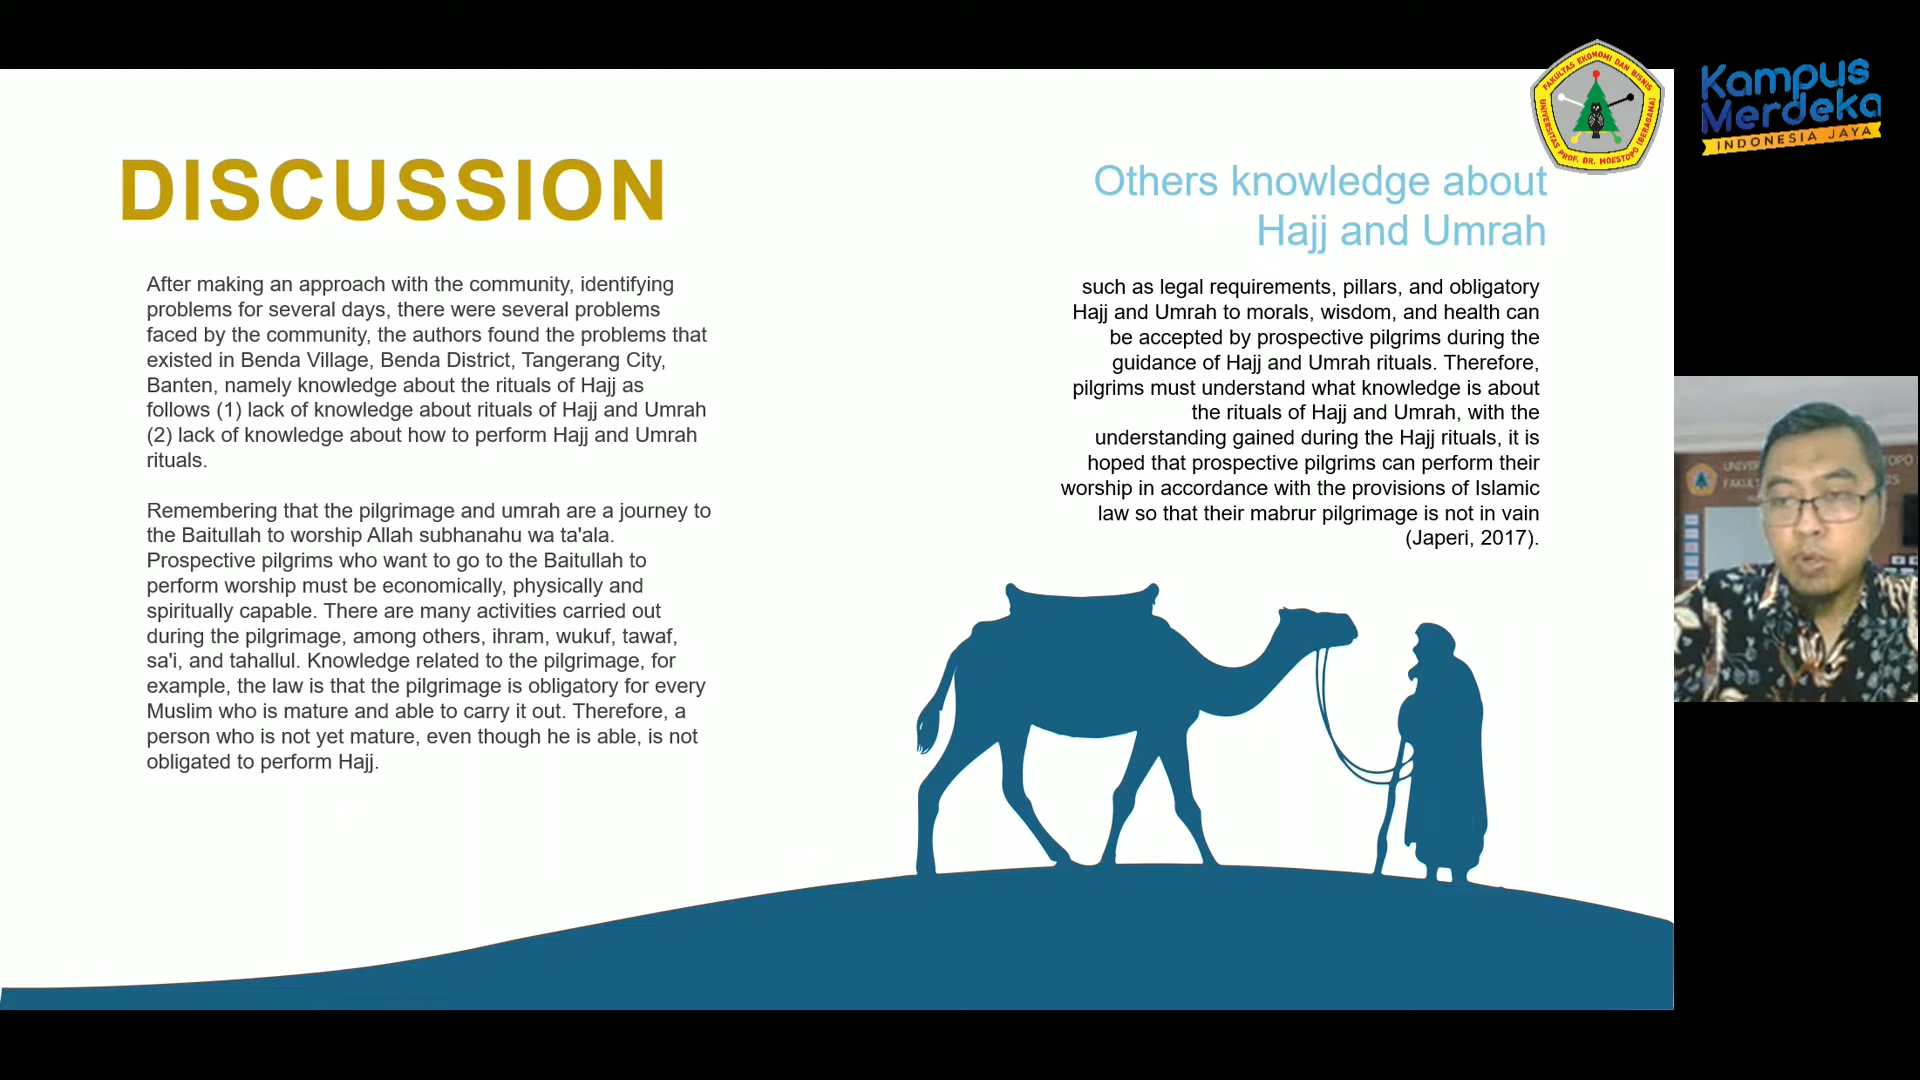 DISCUSSION
After making an approach with the community, identifying
problems for several days, there were several problems
faced by the community, the authors found the problems that
existed in Benda Village, Benda District, Tangerang City,
Banten, namely knowledge about the rituals of Hajj as
follows (1) lack of knowledge about rituals of Hajj and Umrah
(2) lack of knowledge about how to perform Hajj and Umrah
rituals.
Remembering that the pilgrimage and umrah are a journey to
the Baitullah to worship Allah subhanahu wa ta'ala.
Prospective pilgrims who want to go to the Baitullah to
perform worship must be economically, physically and
spiritually capable. There are many activities carried out
during the pilgrimage, among others, ihram, wukuf, tawaf,
sa'i, and tahallul. Knowledge related to the pilgrimage, for
example, the law is that the pilgrimage is obligatory for every
Muslim who is mature and able to carry it out. Therefore, a
person who is not yet mature, even though he is able, is not
obligated to perform Hajj.
Others knowledge about
Hajj and Umrah
such as legal requirements, pillars, and obligatory
Hajj and Umrah to morals, wisdom, and health can
be accepted by prospective pilgrims during the
guidance of Hajj and Umrah rituals. Therefore,
pilgrims must understand what knowledge is about
the rituals of Hajj and Umrah, with the
understanding gained during the Hajj rituals, it is
hoped that prospective pilgrims can perform their
worship in accordance with the provisions of Islamic
law so that their mabrur pilgrimage is not in vain
(Japeri, 2017).
FAKULTAS EKONOMI DAN BISNIS
UNIVERSITAS PROF. DR. MOESTOPO (BERAGAMA)
Kampus
Merdeka
INDONESIA JAYA